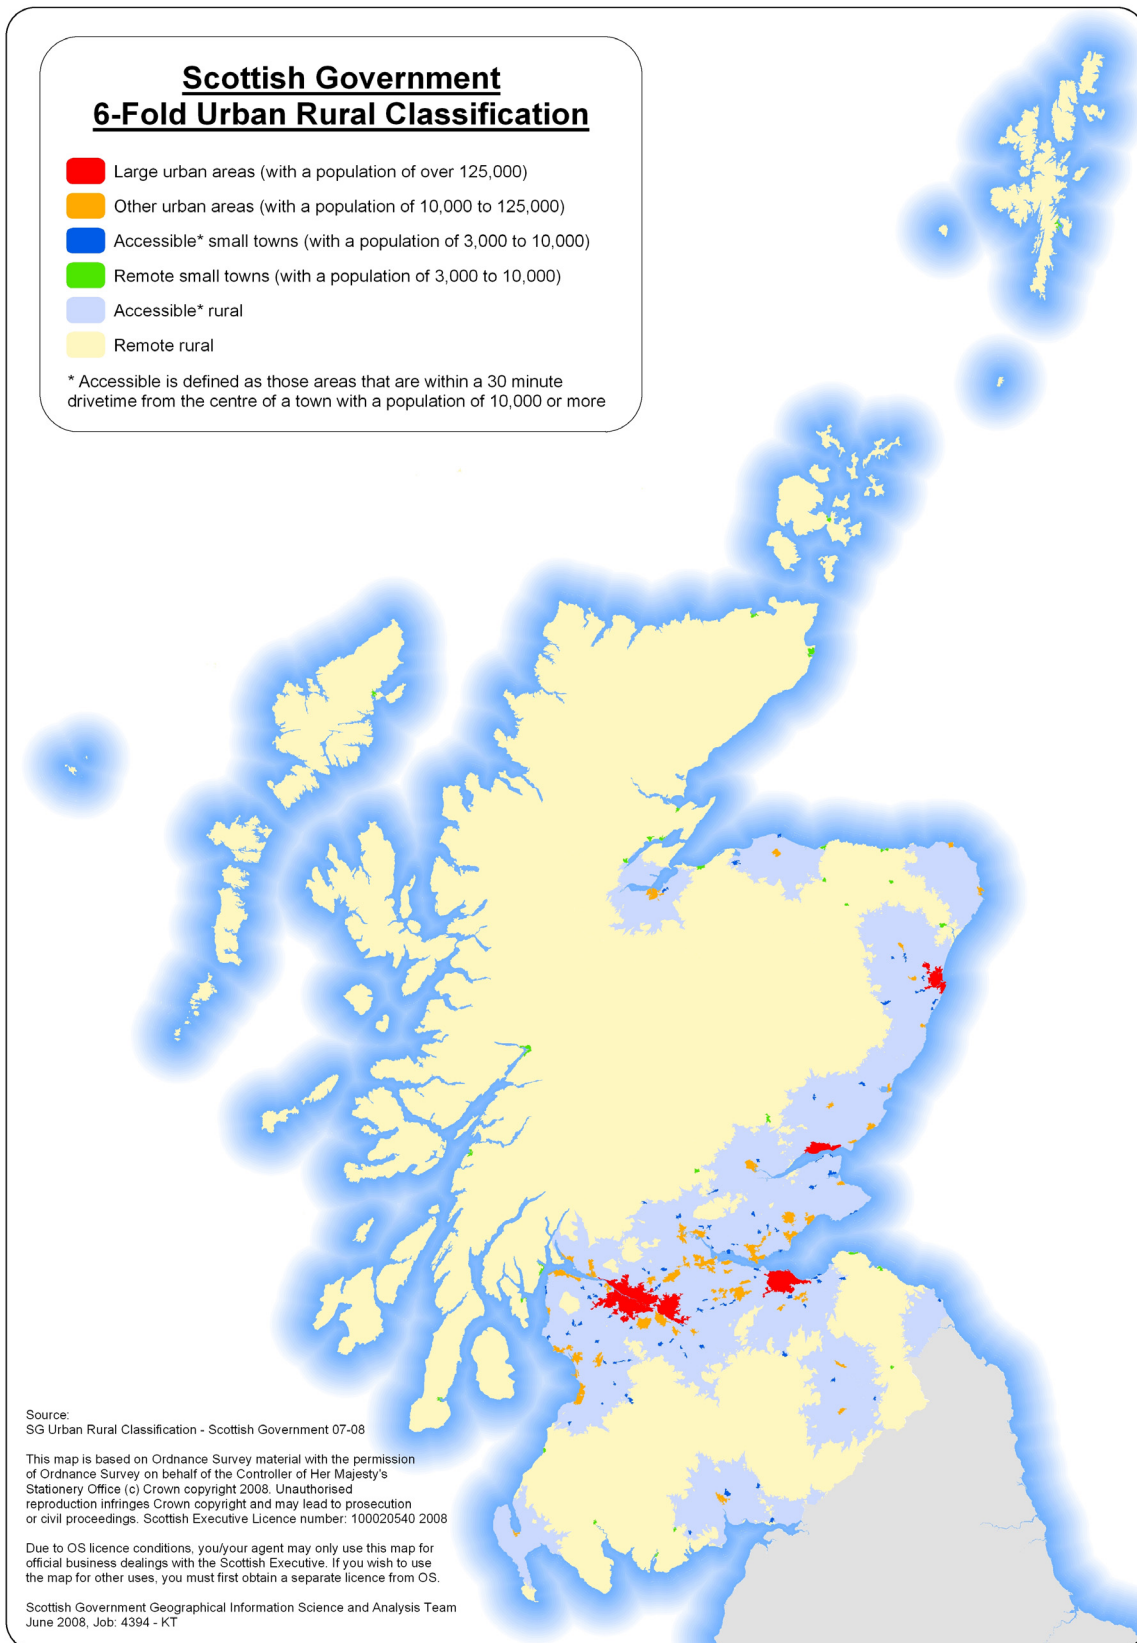 Scottish Government
6-Fold Urban Rural Classification
Large urban areas (with a population of over 125,000)
Other urban areas (with a population of 10,000 to 125,000)
Accessible* small towns (with a population of 3,000 to 10,000)
Remote small towns (with a population of 3,000 to 10,000)
Accessible* rural
Remote rural
* Accessible is defined as those areas that are within a 30 minute
drivetime from the centre of a town with a population of 10,000 or more
Source:
SG Urban Rural Classification - Scottish Government 07-08
This map is based on Ordnance Survey material with the permission
of Ordnance Survey on behalf of the Controller of Her Majesty's
Stationery Office (c) Crown copyright 2008. Unauthorised
reproduction infringes Crown copyright and may lead to prosecution
or civil proceedings. Scottish Executive Licence number: 100020540 2008
Due to OS licence conditions, you/your agent may only use this map for
official business dealings with the Scottish Executive. If you wish to use
the map for other uses, you must first obtain a separate licence from OS.
Scottish Government Geographical Information Science and Analysis Team
June 2008, Job: 4394 - KT